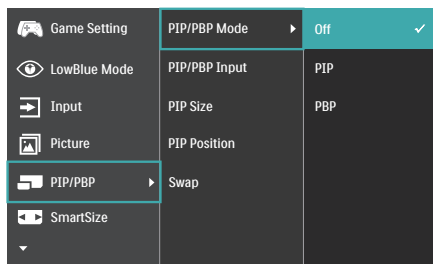 Game Setting
LowBlue Mode
Input
Picture
PIP/PBP
SmartSize
PIP/PBP Mode
PIP/PBP Input
PIP Size
PIP Position
Swap
Off
PIP
PBP